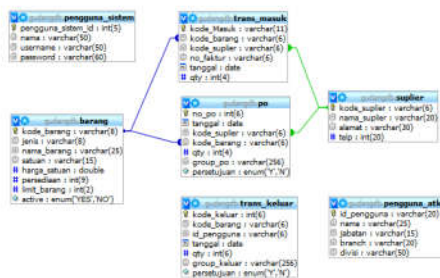 pengguna_sistem
pengguna_sistem_id : int(5)
nama : varchar(50)
username : varchar(50)
password : varchar(60)
trans_masuk
kode_Masuk : varchar(11)
kode_barang : varchar(6)
kode_suplier : varchar(6)
no_faktur : varchar(6)
tanggal : date
qty : int(4)
barang
kode_barang : varchar(8)
jenis : varchar(8)
nama_barang : varchar(25)
satuan : varchar(15)
harga_satuan : double
persediaan : int(9)
limit_barang : int(2)
active : enum('YES','NO')
po
no_po : int(6)
tanggal : date
kode_suplier : varchar(6)
kode_barang : varchar(6)
qty : int(4)
group_po : varchar(256)
persetujuan : enum('Y','N')
suplier
kode_suplier : varchar(6)
nama_suplier : varchar(20)
alamat : varchar(20)
telp : int(20)
trans_keluar
kode_keluar : int(6)
kode_barang : varchar(6)
id_pengguna : varchar(6)
tanggal : date
qty : int(6)
group_keluar : varchar(256)
persetujuan : enum('Y','N')
pengguna_atk
id_pengguna : varchar(20)
nama : varchar(25)
jabatan : varchar(15)
branch : varchar(20)
divisi : varchar(50)